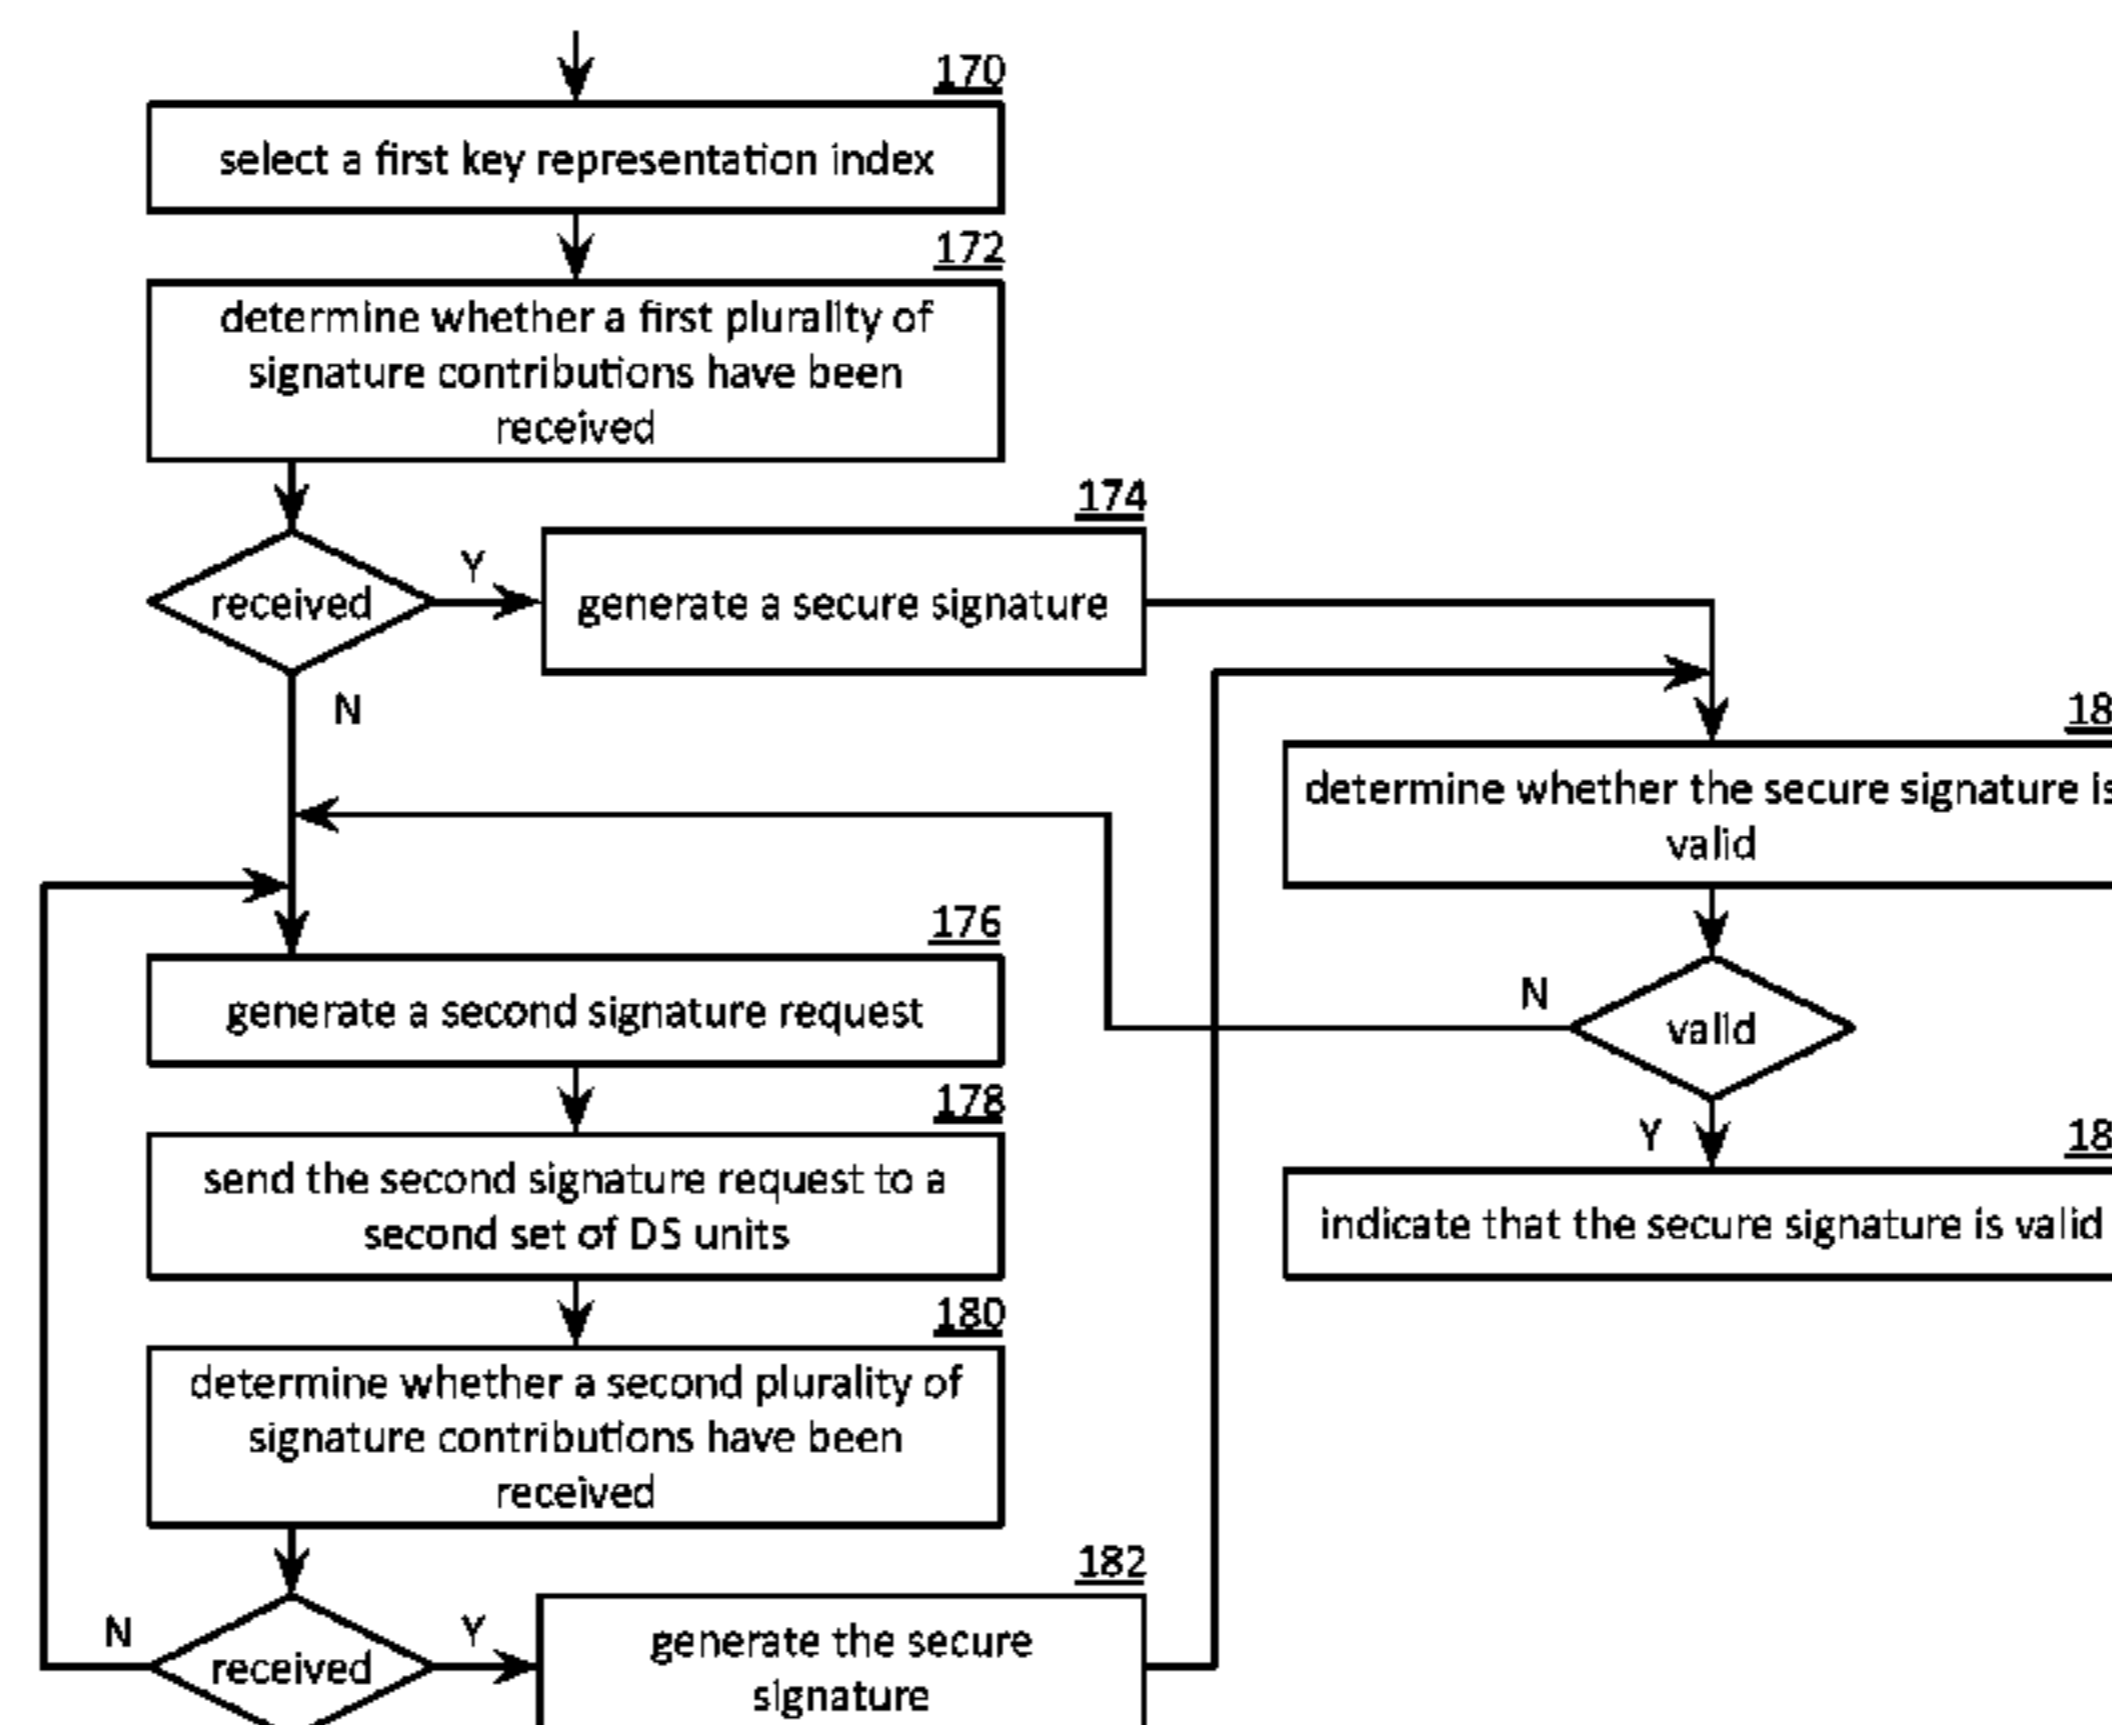 170
select a first key representation index
172
determine whether a first plurality of
signature contributions have been
received
174
received
Y
generate a secure signature
N
18
determine whether the secure signature is
valid
176
generate a second signature request
N
valid
178
Y
18
send the second signature request to a
second set of DS units
indicate that the secure signature is valid
180
determine whether a second plurality of
signature contributions have been
received
182
N
received
Y
generate the secure
signature